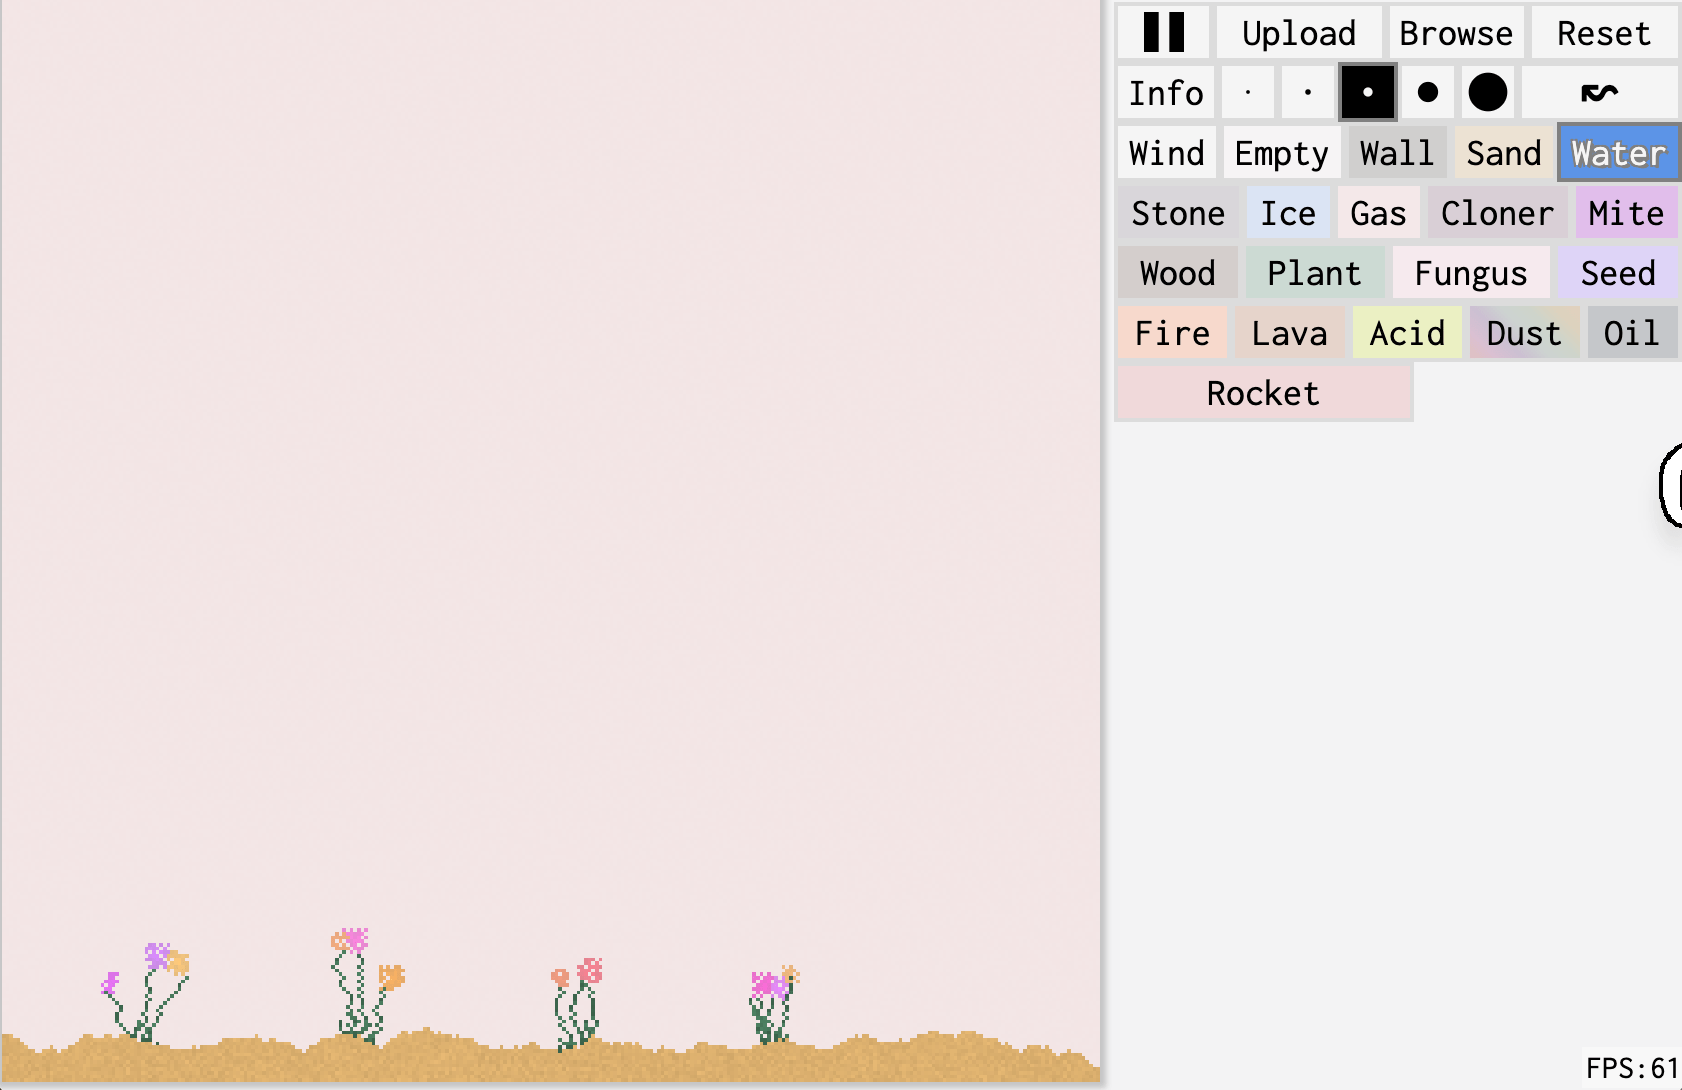 Upload Browse Reset
Info
Wind Empty Wall Sand Water
Stone Ice Gas Cloner Mite
Wood Plant Fungus Seed
Fire Lava Acid Dust Oil
Rocket
FPS:61